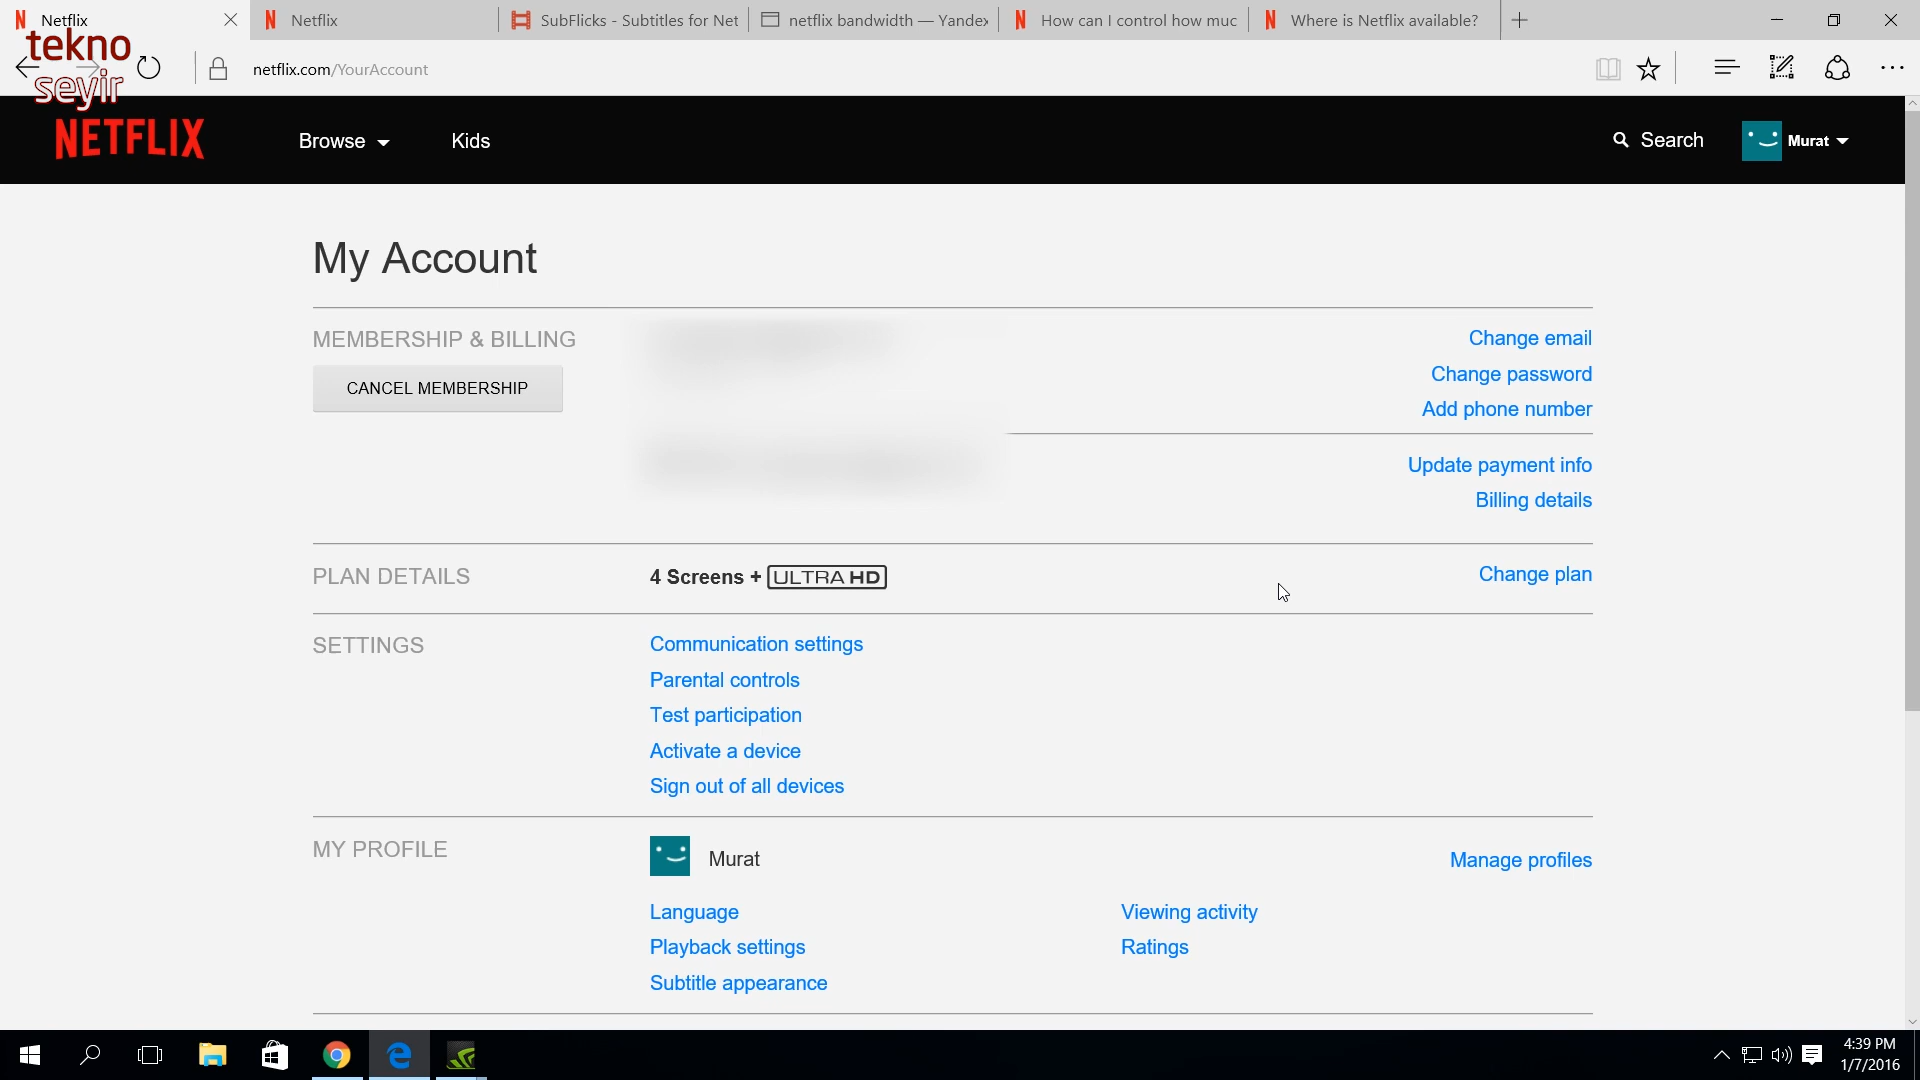 Netflix
Netflix
SubFlicks - Subtitles for Net
netflix bandwidth — Yandex
How can I control how muc
Where is Netflix available?
tekno
seyir
netflix.com/YourAccount
NETFLIX
Browse
Kids
Search
Murat
My Account
MEMBERSHIP & BILLING
Change email
CANCEL MEMBERSHIP
Change password
Add phone number
Update payment info
Billing details
PLAN DETAILS
4 Screens + ULTRA HD
Change plan
SETTINGS
Communication settings
Parental controls
Test participation
Activate a device
Sign out of all devices
MY PROFILE
Murat
Manage profiles
Language
Viewing activity
Playback settings
Ratings
Subtitle appearance
4:39 PM
1/7/2016